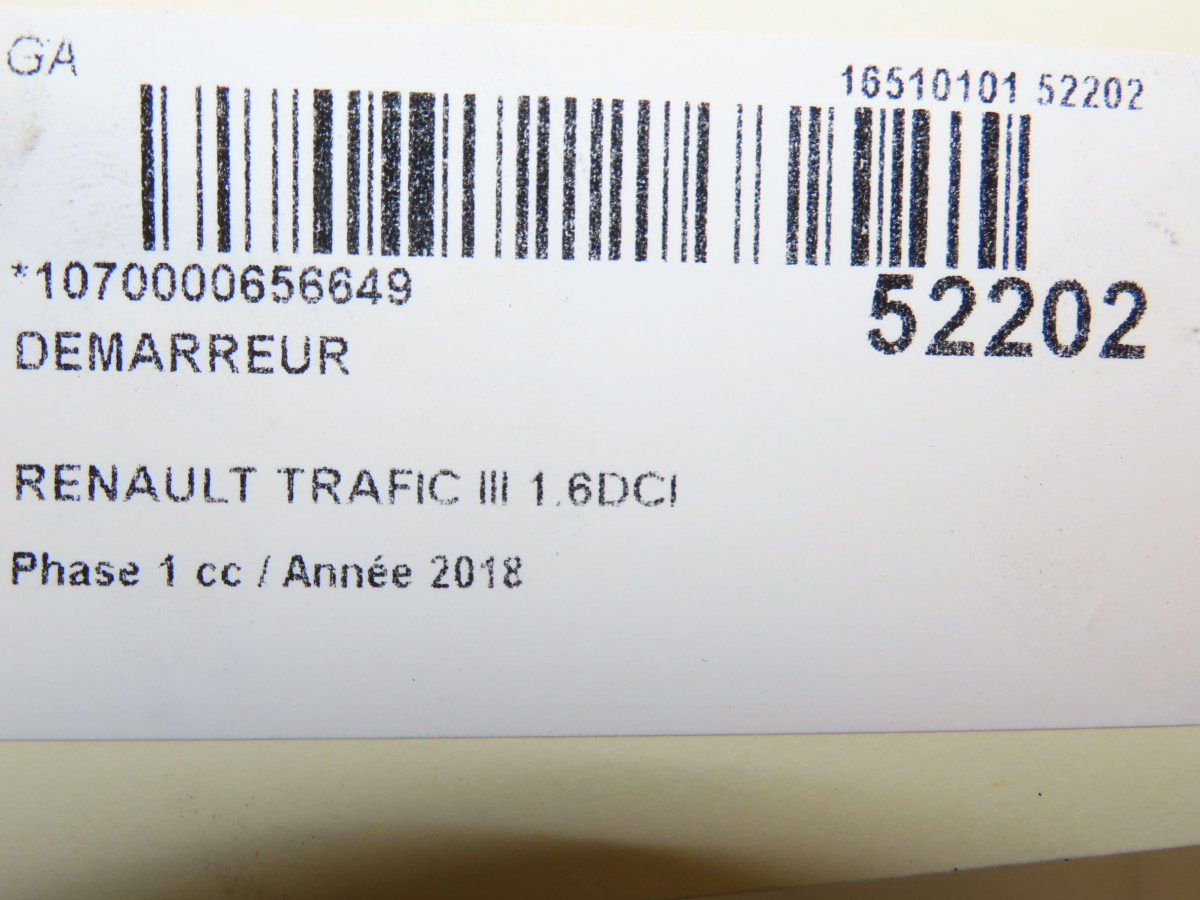 GA
16510101 52202
*1070000656649
52202
DEMARREUR
RENAULT TRAFIC III 1.6DCI
Phase 1 cc / Année 2018